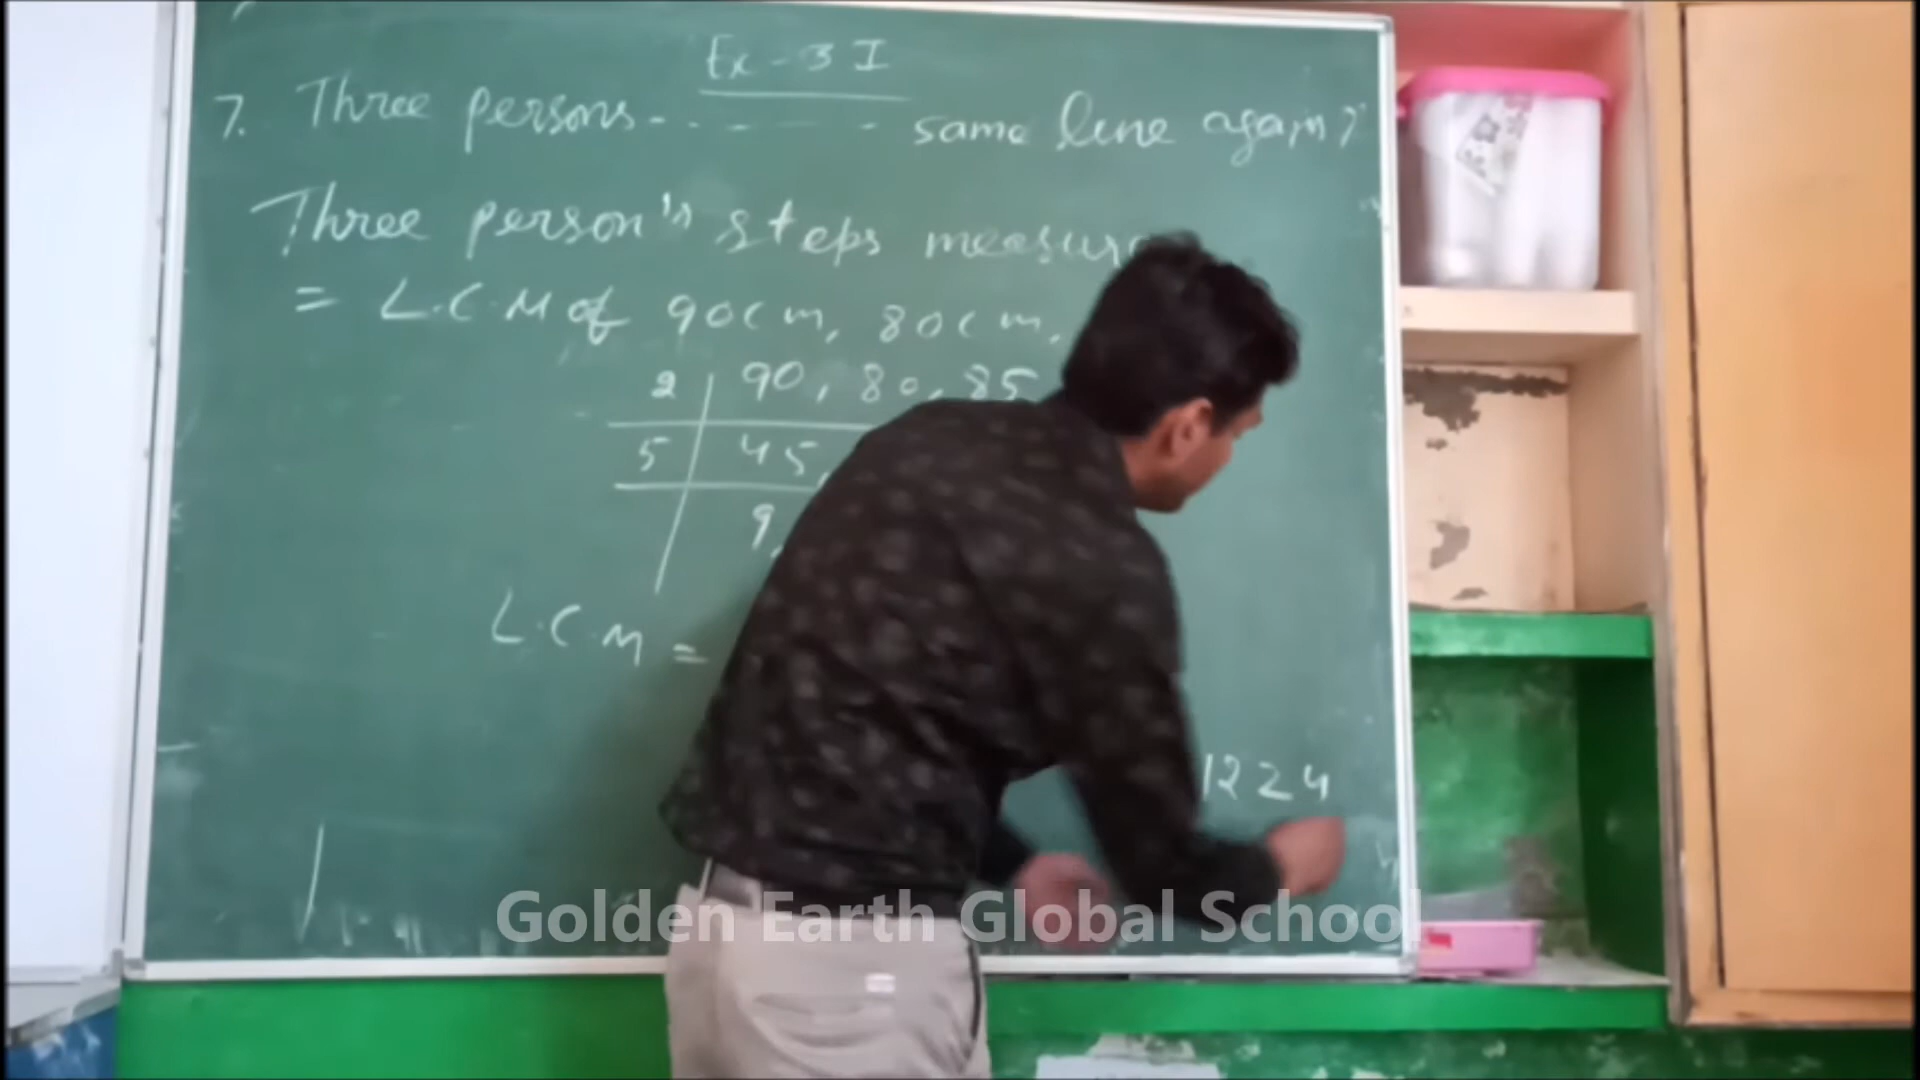 Ex - 3 I
7. Three persons - - - - - - same line again?
Three person's steps measure
= L.C.M of 90cm, 80cm,
2 | 90, 80, 85
5 | 45,
9,
L.C.M =
1224
Golden Earth Global School